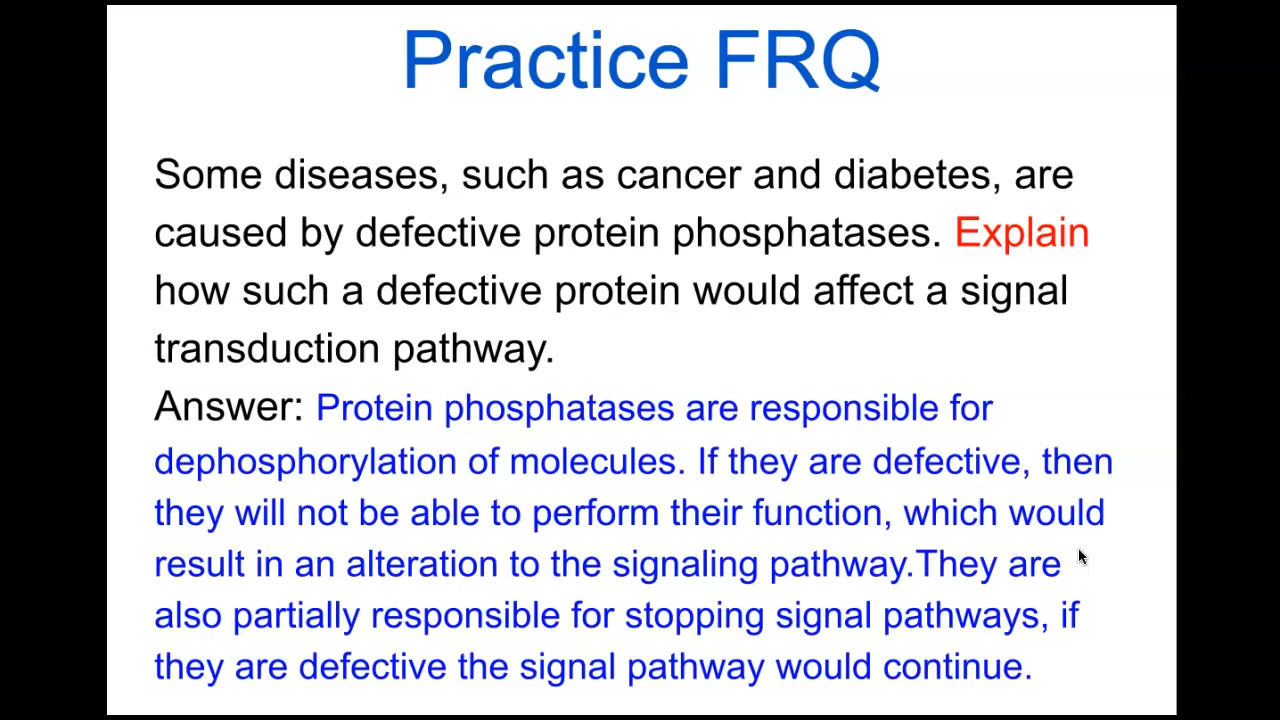 Practice FRQ
Some diseases, such as cancer and diabetes, are
caused by defective protein phosphatases. Explain
how such a defective protein would affect a signal
transduction pathway.
Answer: Protein phosphatases are responsible for
dephosphorylation of molecules. If they are defective, then
they will not be able to perform their function, which would
result in an alteration to the signaling pathway.They are
also partially responsible for stopping signal pathways, if
they are defective the signal pathway would continue.